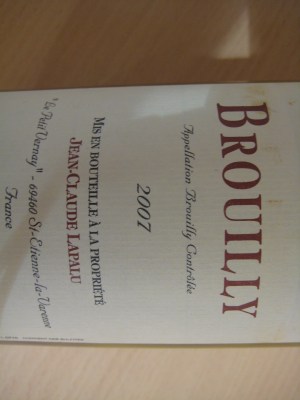 BROUILLY
Appellation Brouilly Contrôlée
2007
MIS EN BOUTEILLE À LA PROPRIÉTÉ
JEAN-CLAUDE LAPALU
"Le Petit Vernay" - 69460 St-Etienne-la-Varenne
France